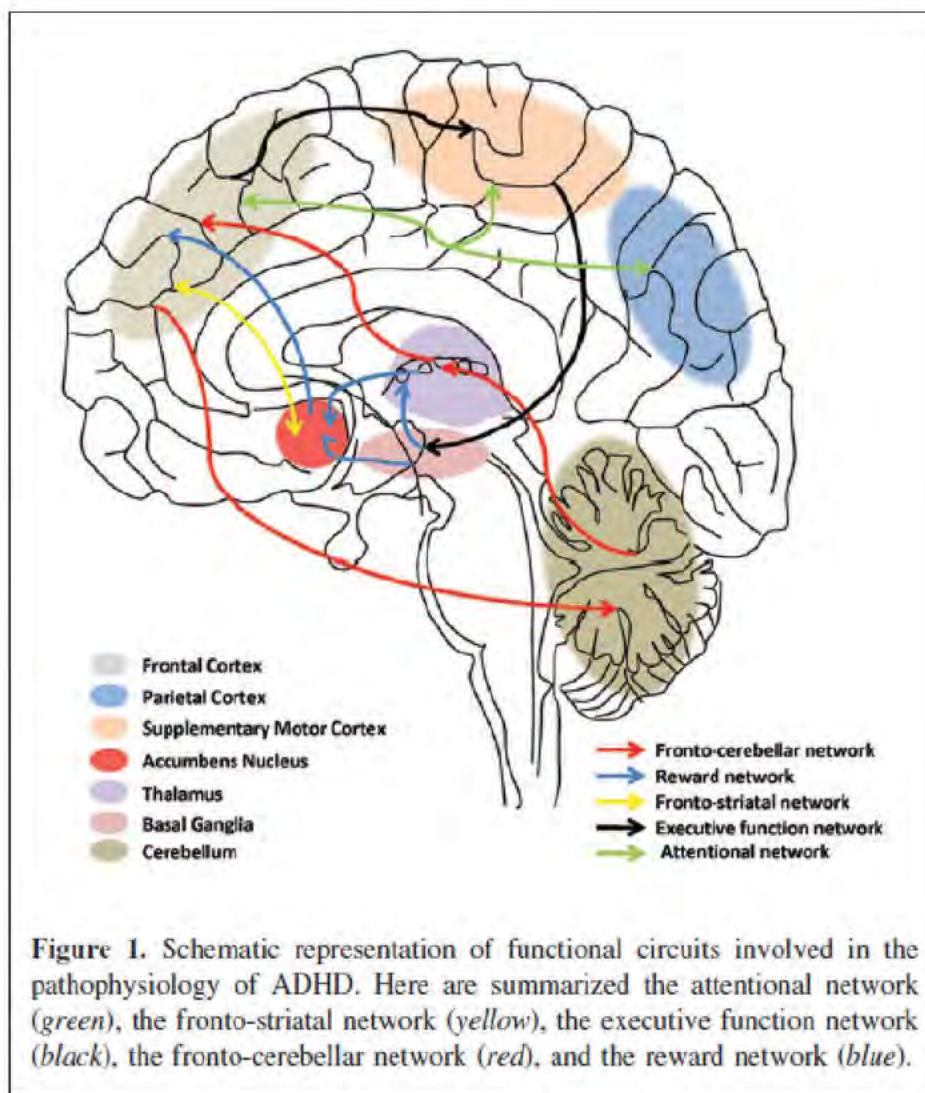 Frontal Cortex
Parietal Cortex
Supplementary Motor Cortex
Accumbens Nucleus
Thalamus
Basal Ganglia
Cerebellum
Fronto-cerebellar network
Reward network
Fronto-striatal network
Executive function network
Attentional network
Figure 1. Schematic representation of functional circuits involved in the
pathophysiology of ADHD. Here are summarized the attentional network
(green), the fronto-striatal network (yellow), the executive function network
(black), the fronto-cerebellar network (red), and the reward network (blue).